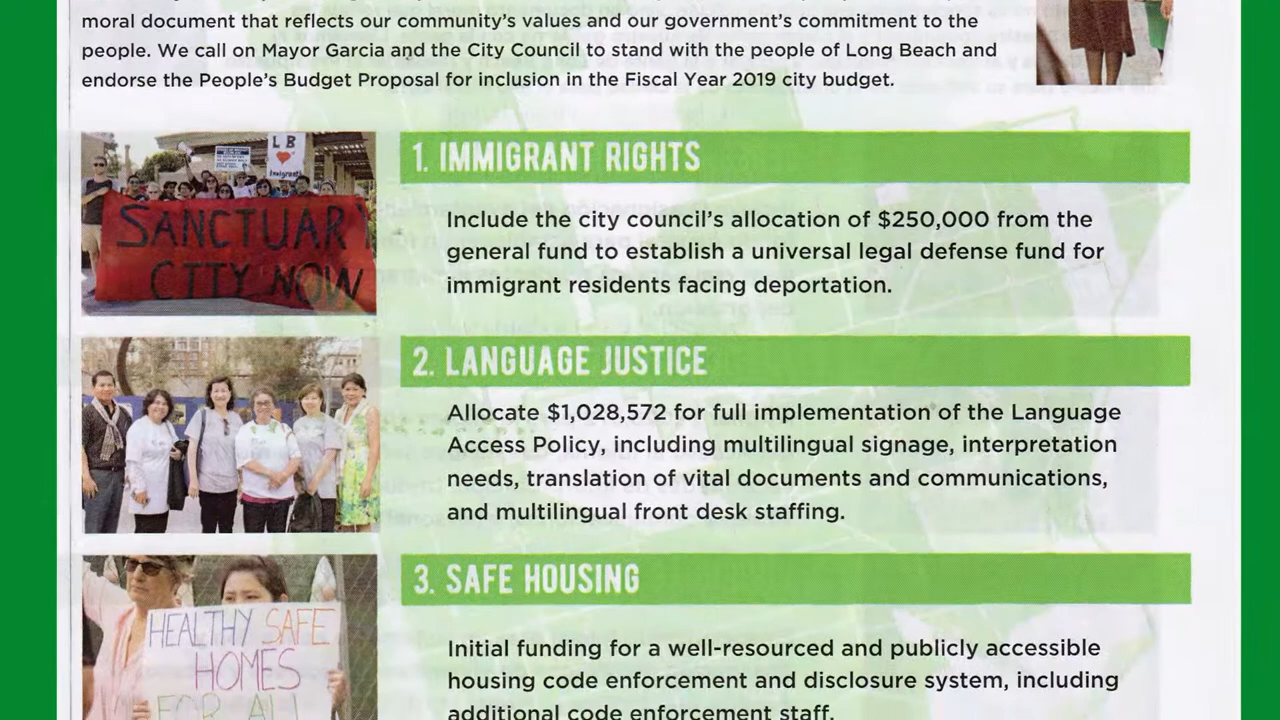 moral document that reflects our community's values and our government's commitment to the
people. We call on Mayor Garcia and the City Council to stand with the people of Long Beach and
endorse the People's Budget Proposal for inclusion in the Fiscal Year 2019 city budget.
L B
Immigrants
SANCTUARY
CITY NOW
1. IMMIGRANT RIGHTS
Include the city council's allocation of $250,000 from the
general fund to establish a universal legal defense fund for
immigrant residents facing deportation.
2. LANGUAGE JUSTICE
Allocate $1,028,572 for full implementation of the Language
Access Policy, including multilingual signage, interpretation
needs, translation of vital documents and communications,
and multilingual front desk staffing.
HEALTHY SAFE
HOMES
FOR ALL
3. SAFE HOUSING
Initial funding for a well-resourced and publicly accessible
housing code enforcement and disclosure system, including
additional code enforcement staff.